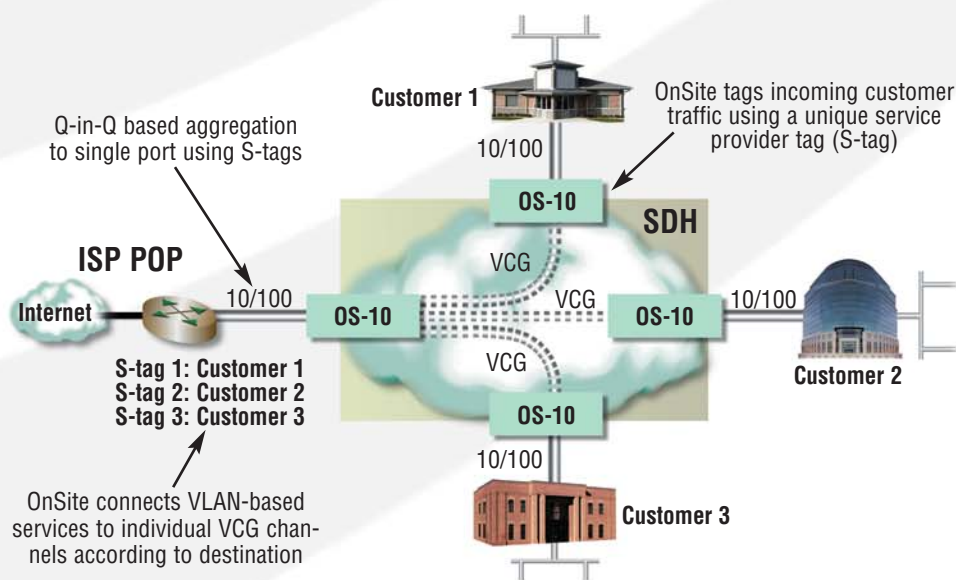 Customer 1
OnSite tags incoming customer
traffic using a unique service
provider tag (S-tag)
Q-in-Q based aggregation
to single port using S-tags
10/100
OS-10
SDH
ISP POP
VCG
Internet
10/100
OS-10
VCG
OS-10
10/100
S-tag 1: Customer 1
S-tag 2: Customer 2
S-tag 3: Customer 3
VCG
Customer 2
OS-10
10/100
OnSite connects VLAN-based
services to individual VCG chan-
nels according to destination
Customer 3